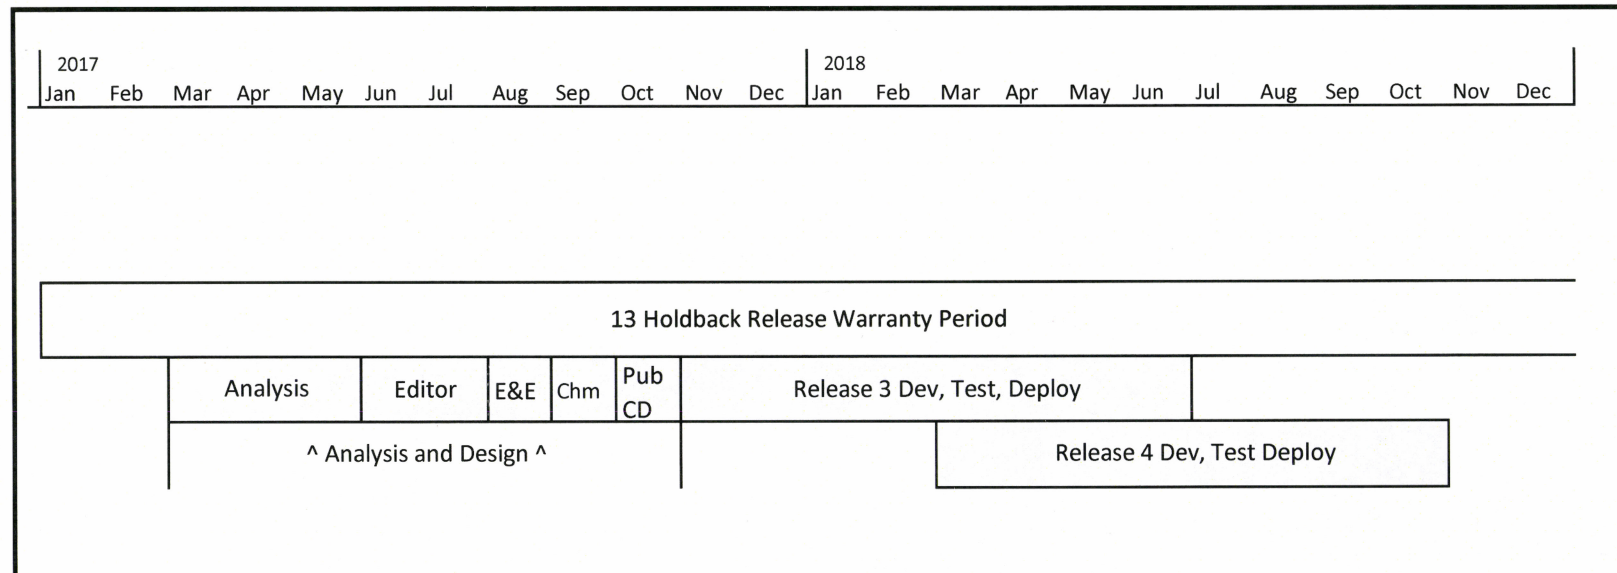 2017 2018
Jan Feb Mar Apr May Jun Jul Aug Sep Oct Nov Dec Jan Feb Mar Apr May Jun Jul Aug Sep Oct Nov Dec
13 Holdback Release Warranty Period
Analysis Editor E&E Chm Pub CD Release 3 Dev, Test, Deploy
^ Analysis and Design ^ Release 4 Dev, Test Deploy